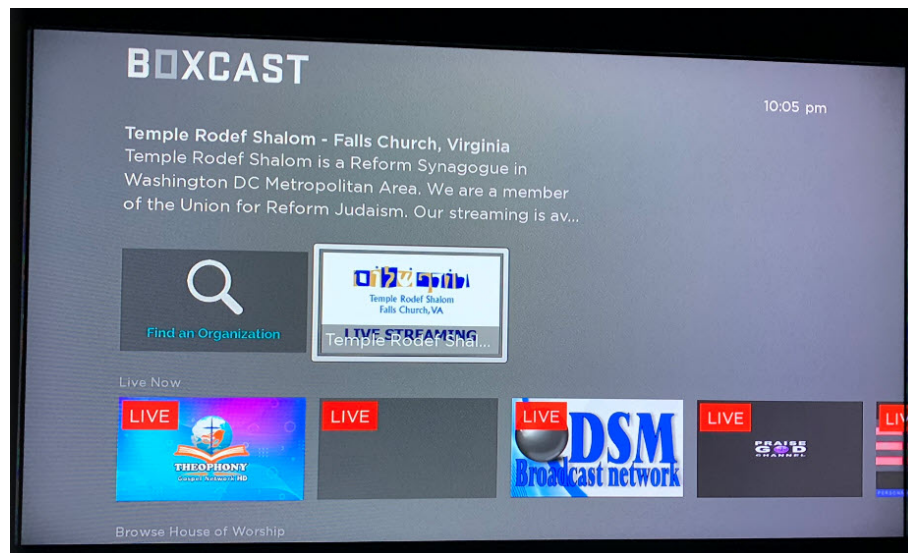 BOXCAST
10:05 pm
Temple Rodef Shalom - Falls Church, Virginia
Temple Rodef Shalom is a Reform Synagogue in
Washington DC Metropolitan Area. We are a member
of the Union for Reform Judaism. Our streaming is av...
Find an Organization
Temple Rodef Shalom
Falls Church, VA
LIVE STREAMING
Temple Rodef Shal...
Live Now
LIVE
THEOPHONY
LIVE
LIVE
DSM
Broadcast network
LIVE
PRAISE
GOD
CHANNEL
Browse House of Worship